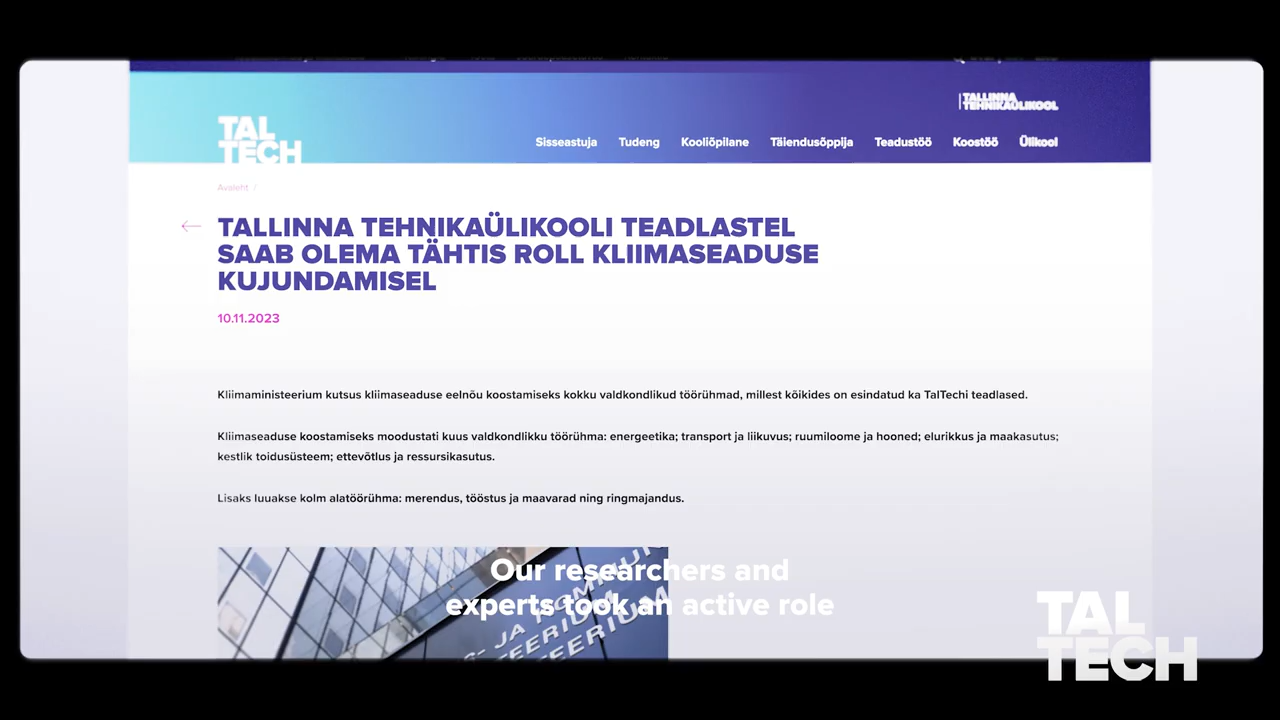 TALLINNA
TEHNIKAÜLIKOOL
TAL
TECH
Sisseastuja Tudeng Kooliõpilane Täiendusõppija Teadustöö Koostöö Ülikool
Avaleht /
TALLINNA TEHNIKAÜLIKOOLI TEADLASTEL
SAAB OLEMA TÄHTIS ROLL KLIIMASEADUSE
KUJUNDAMISEL
10.11.2023
Kliimaministeerium kutsus kliimaseaduse eelnõu koostamiseks kokku valdkondlikud töörühmad, millest kõikides on esindatud ka TalTechi teadlased.
Kliimaseaduse koostamiseks moodustati kuus valdkondlikku töörühma: energeetika; transport ja liikuvus; ruumiloome ja hooned; elurikkus ja maakasutus;
kestlik toidusüsteem; ettevõtlus ja ressursikasutus.
Lisaks luuakse kolm alatöörühma: merendus, tööstus ja maavarad ning ringmajandus.
Our researchers and
experts took an active role
TAL
TECH